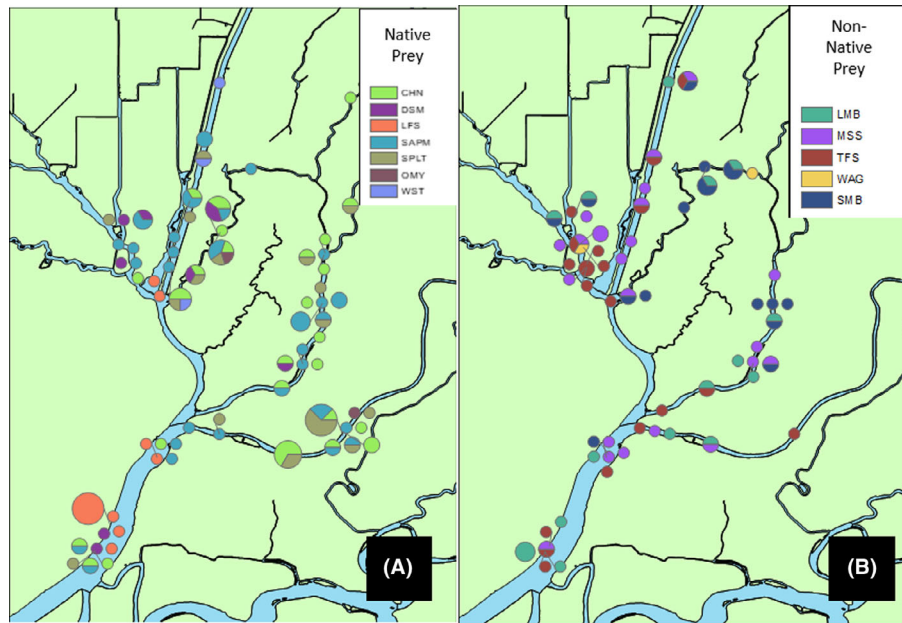 Native
Prey
CHN
DSM
LFS
SAPM
SPLT
OMY
WST
(A)
Non-
Native
Prey
LMB
MSS
TFS
WAG
SMB
(B)